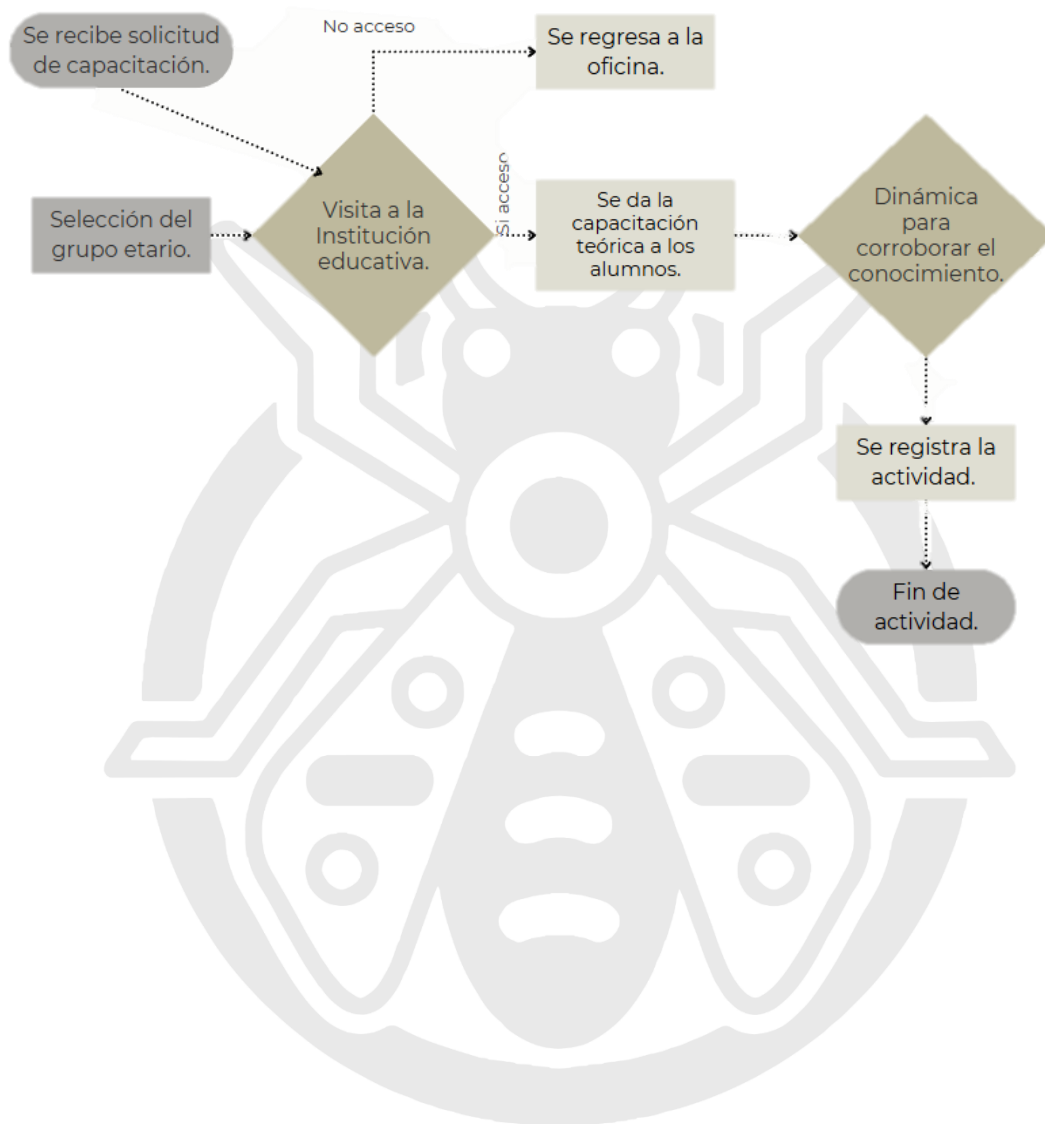 Se recibe solicitud
de capacitación.
No acceso
Se regresa a la
oficina.
Selección del
grupo etario.
Visita a la
Institución
educativa.
Si acceso
Se da la
capacitación
teórica a los
alumnos.
Dinámica
para
corroborar el
conocimiento.
Se registra la
actividad.
Fin de
actividad.